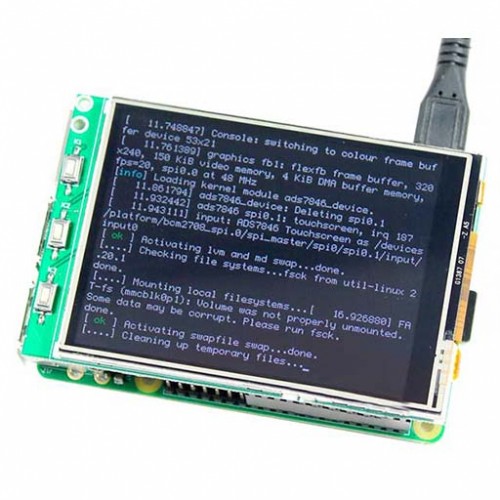 [   11.748847] Console: switching to colour frame buf
fer device 53x21
[   11.761389] graphics fb1: flexfb frame buffer, 320
x240, 150 KiB video memory, 4 KiB DMA buffer memory,
fps=20, spi0.0 at 48 MHz
[info] Loading kernel module ads7846_device.
[   11.861794] ads7846_device: Deleting spi0.1
[   11.932442] ads7846 spi0.1: touchscreen, irq 187
[   11.943111] input: ADS7846 Touchscreen as /devices
/platform/bcm2708_spi.0/spi_master/spi0/spi0.1/input/
input0
[ ok ] Activating lvm and md swap...done.
[....] Checking file systems...fsck from util-linux 2
.20.1
done.
[....] Mounting local filesystems...[   16.926880] FA
T-fs (mmcblk0p1): Volume was not properly unmounted.
Some data may be corrupt. Please run fsck.
done.
[ ok ] Activating swapfile swap...done.
[....] Cleaning up temporary files..._